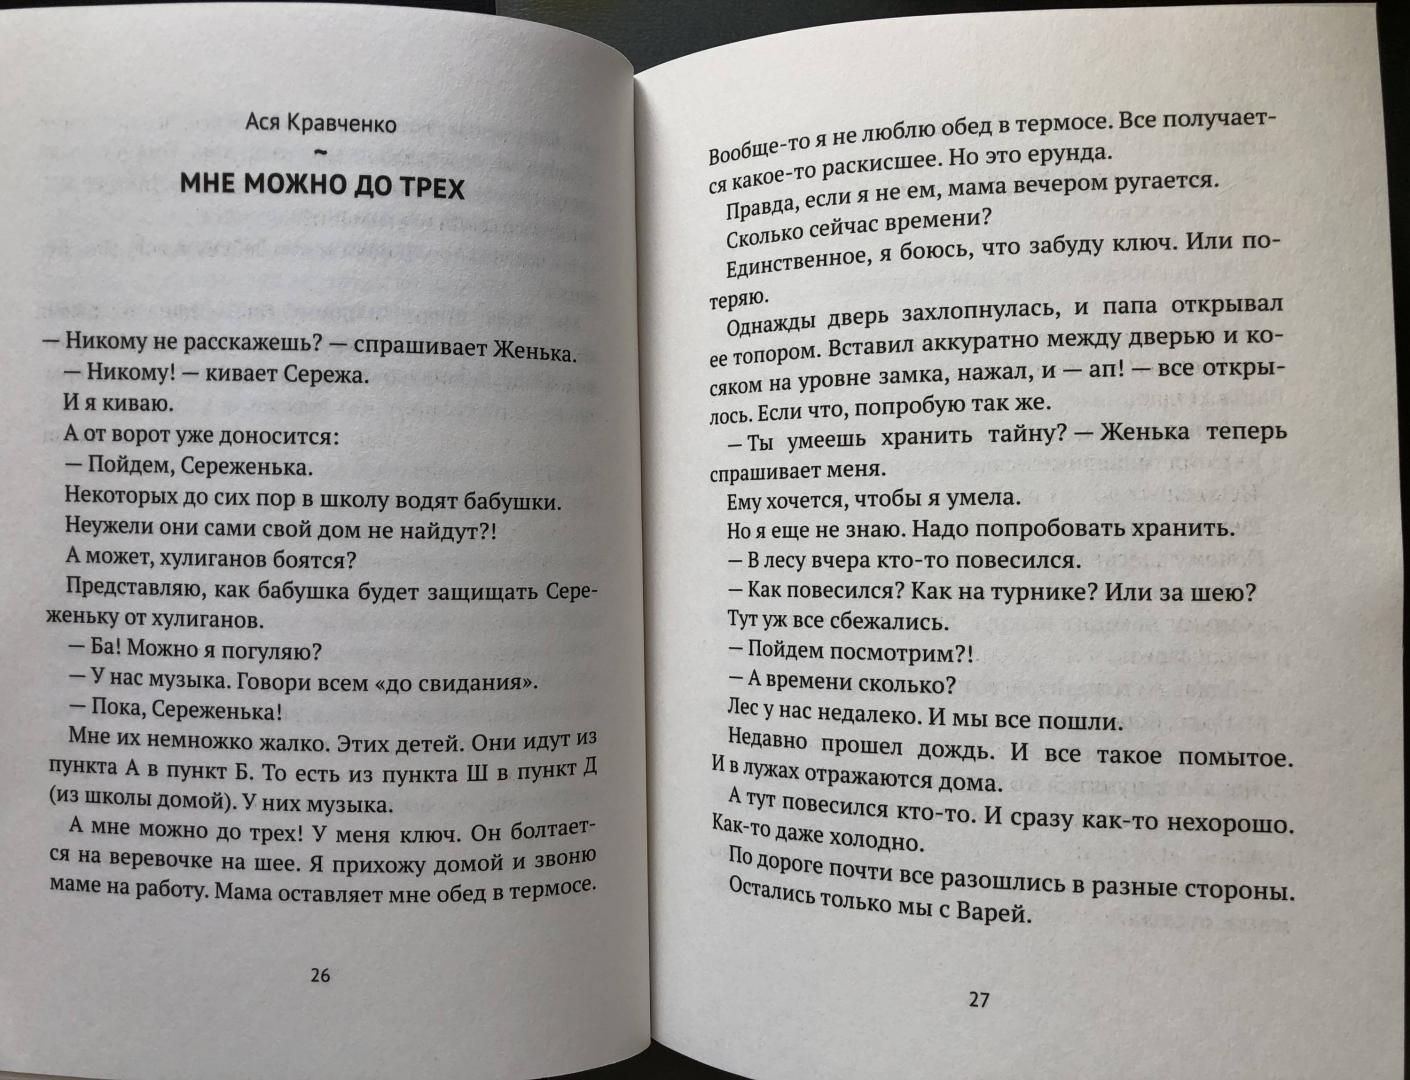 Ася Кравченко
~
МНЕ МОЖНО ДО ТРЕХ
— Никому не расскажешь? — спрашивает Женька.
— Никому! — кивает Сережа.
И я киваю.
А от ворот уже доносится:
— Пойдем, Сереженька.
Некоторых до сих пор в школу водят бабушки.
Неужели они сами свой дом не найдут?!
А может, хулиганов боятся?
Представляю, как бабушка будет защищать Сере-
женьку от хулиганов.
— Ба! Можно я погуляю?
— У нас музыка. Говори всем «до свидания».
— Пока, Сереженька!
Мне их немножко жалко. Этих детей. Они идут из
пункта А в пункт Б. То есть из пункта Ш в пункт Д
(из школы домой). У них музыка.
А мне можно до трех! У меня ключ. Он болтает-
ся на веревочке на шее. Я прихожу домой и звоню
маме на работу. Мама оставляет мне обед в термосе.
26
Вообще-то я не люблю обед в термосе. Все получает-
ся какое-то раскисшее. Но это ерунда.
Правда, если я не ем, мама вечером ругается.
Сколько сейчас времени?
Единственное, я боюсь, что забуду ключ. Или по-
теряю.
Однажды дверь захлопнулась, и папа открывал
ее топором. Вставил аккуратно между дверью и ко-
сяком на уровне замка, нажал, и — ап! — все откры-
лось. Если что, попробую так же.
— Ты умеешь хранить тайну? — Женька теперь
спрашивает меня.
Ему хочется, чтобы я умела.
Но я еще не знаю. Надо попробовать хранить.
— В лесу вчера кто-то повесился.
— Как повесился? Как на турнике? Или за шею?
Тут уж все сбежались.
— Пойдем посмотрим?!
— А времени сколько?
Лес у нас недалеко. И мы все пошли.
Недавно прошел дождь. И все такое помытое.
И в лужах отражаются дома.
А тут повесился кто-то. И сразу как-то нехорошо.
Как-то даже холодно.
По дороге почти все разошлись в разные стороны.
Остались только мы с Варей.
27